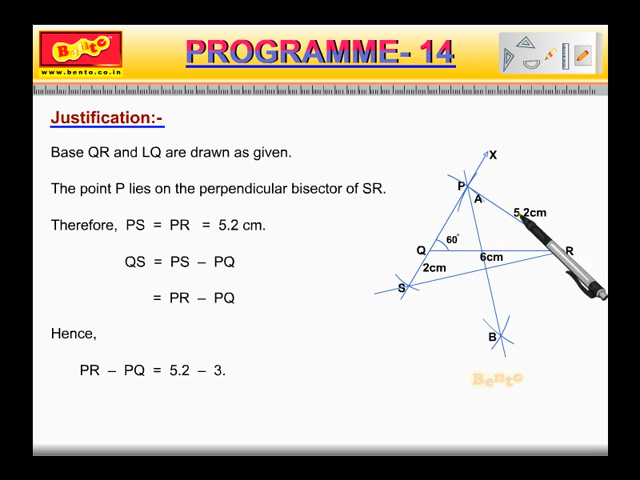 Bento
www.bento.co.in
PROGRAMME- 14
Justification:-
Base QR and LQ are drawn as given.
The point P lies on the perpendicular bisector of SR.
Therefore, PS = PR = 5.2 cm.
QS = PS – PQ
= PR – PQ
Hence,
PR – PQ = 5.2 – 3.
X
P
A
5.2cm
60°
Q
R
6cm
2cm
S
B
Bento